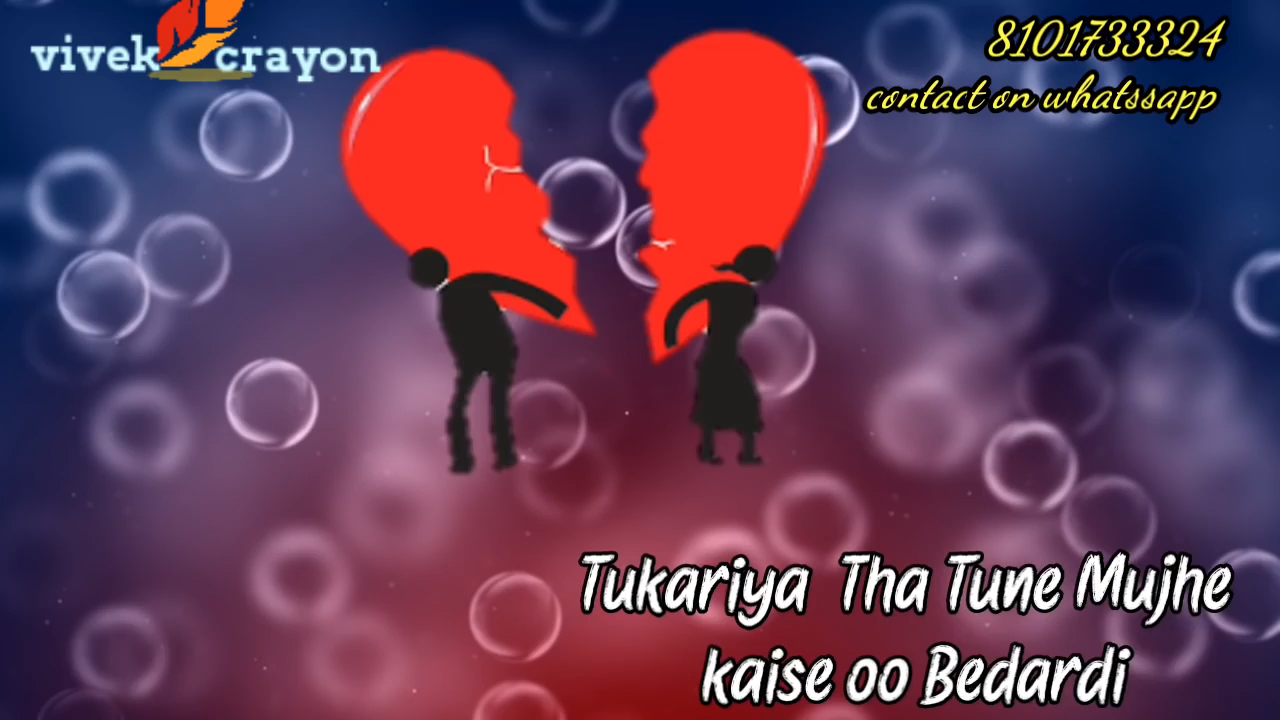 vivek crayon
8101733324
contact on whatssapp
Tukariya Tha Tune Mujhe
kaise oo Bedardi